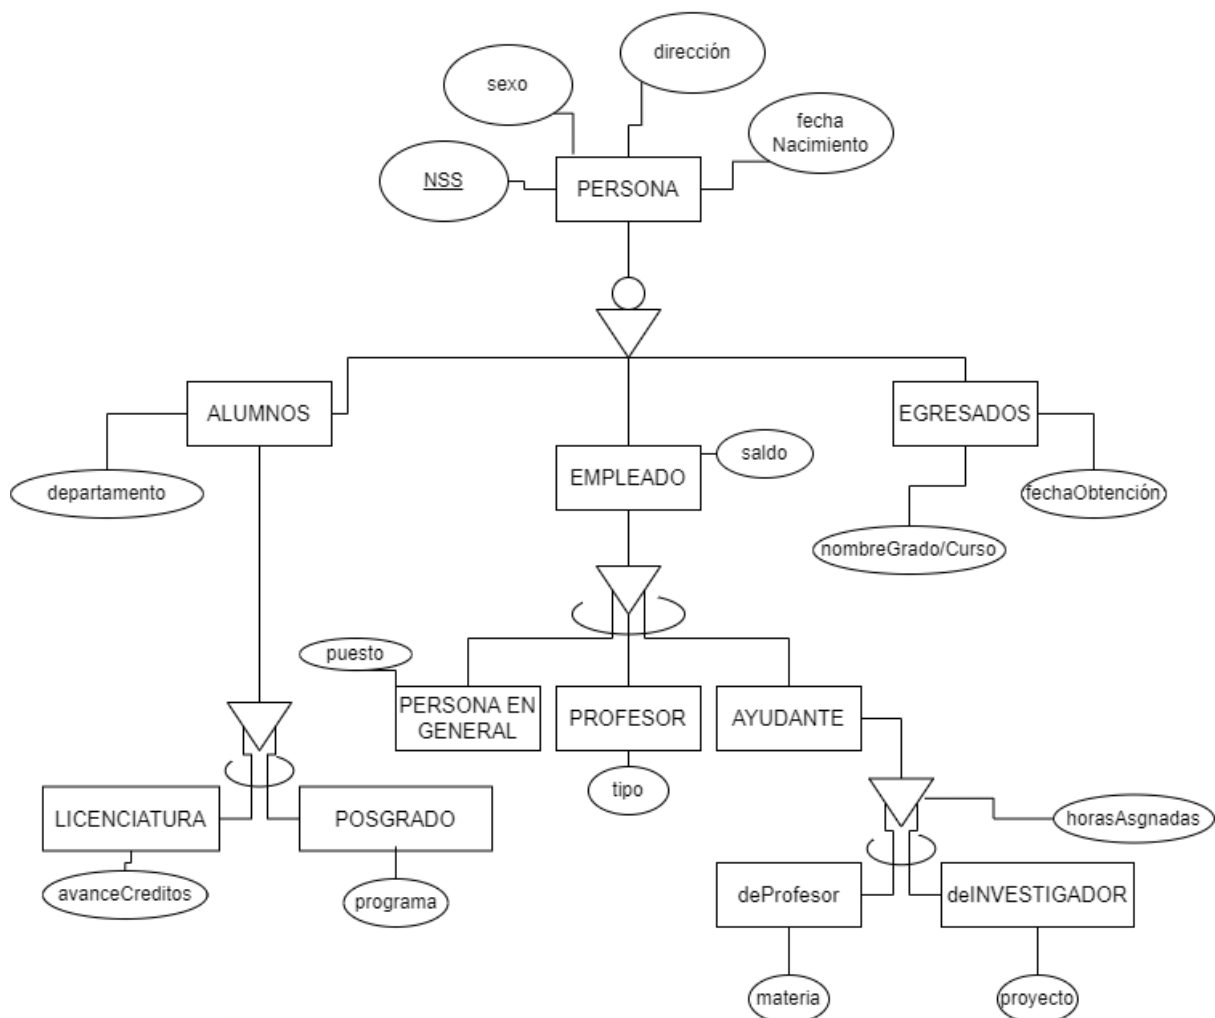 dirección
sexo
fecha
Nacimiento
NSS
PERSONA
ALUMNOS
EGRESADOS
EMPLEADO
saldo
departamento
fechaObtención
nombreGrado/Curso
puesto
PERSONA EN
GENERAL
PROFESOR
AYUDANTE
tipo
LICENCIATURA
POSGRADO
horasAsgnadas
avanceCreditos
programa
deProfesor
deINVESTIGADOR
materia
proyecto